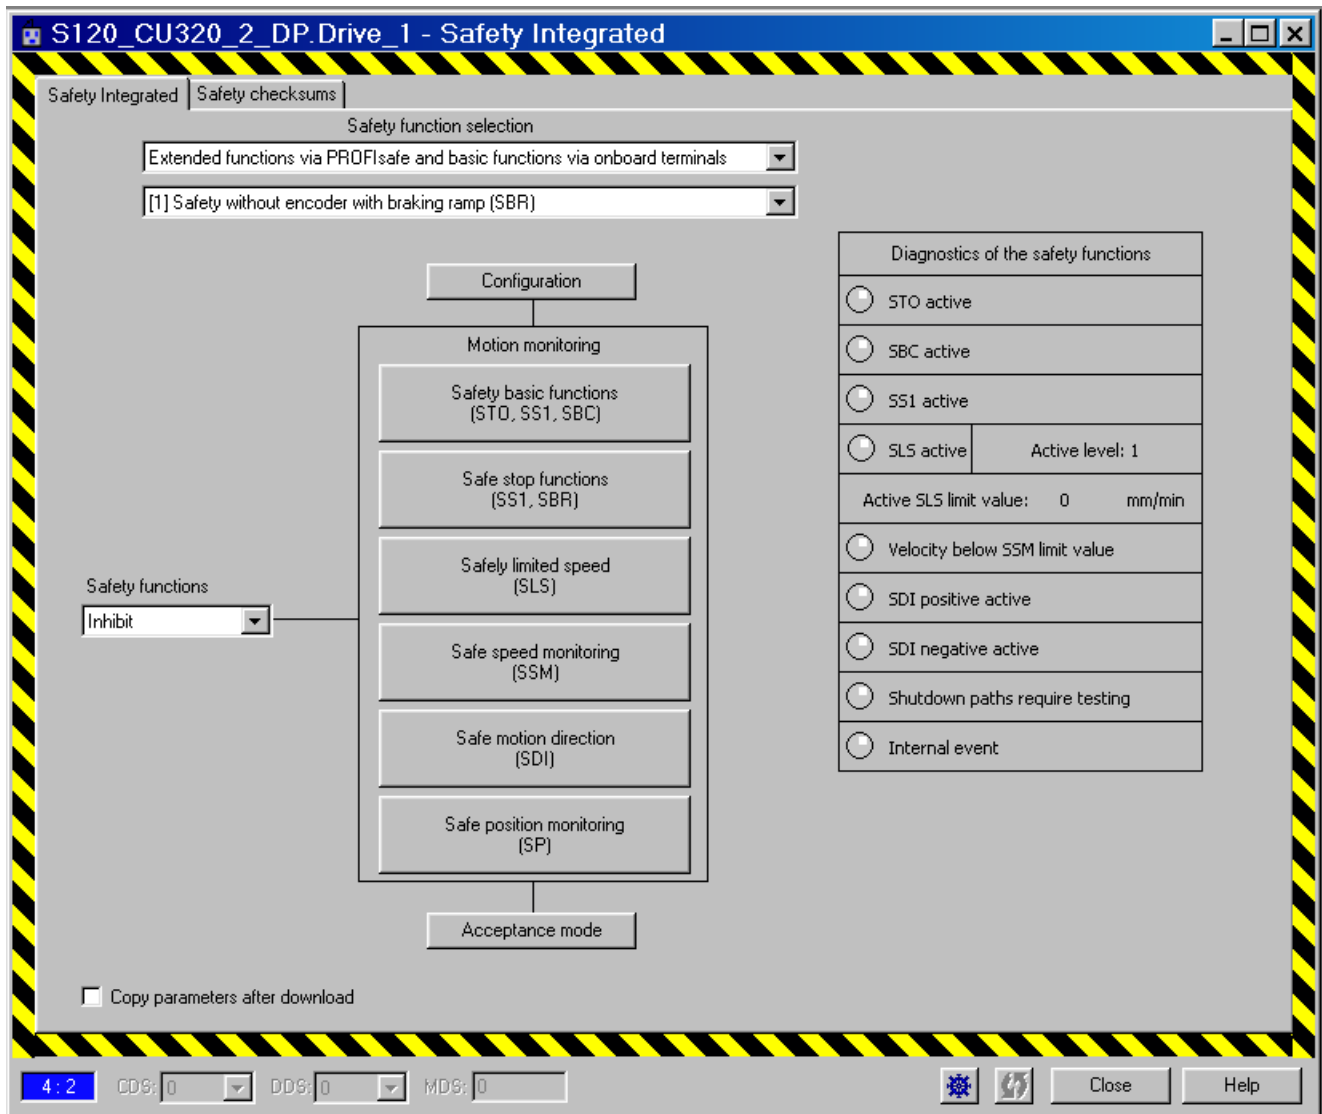 S120_CU320_2_DP.Drive_1 - Safety Integrated
Safety Integrated
Safety checksums
Safety function selection
Extended functions via PROFIsafe and basic functions via onboard terminals
[1] Safety without encoder with braking ramp (SBR)
Configuration
Motion monitoring
Safety basic functions
(STO, SS1, SBC)
Safe stop functions
(SS1, SBR)
Safely limited speed
(SLS)
Safe speed monitoring
(SSM)
Safe motion direction
(SDI)
Safe position monitoring
(SP)
Acceptance mode
Safety functions
Inhibit
Diagnostics of the safety functions
STO active
SBC active
SS1 active
SLS active
Active level: 1
Active SLS limit value: 0 mm/min
Velocity below SSM limit value
SDI positive active
SDI negative active
Shutdown paths require testing
Internal event
Copy parameters after download
4 : 2
CDS: 0
DDS: 0
MDS: 0
Close
Help